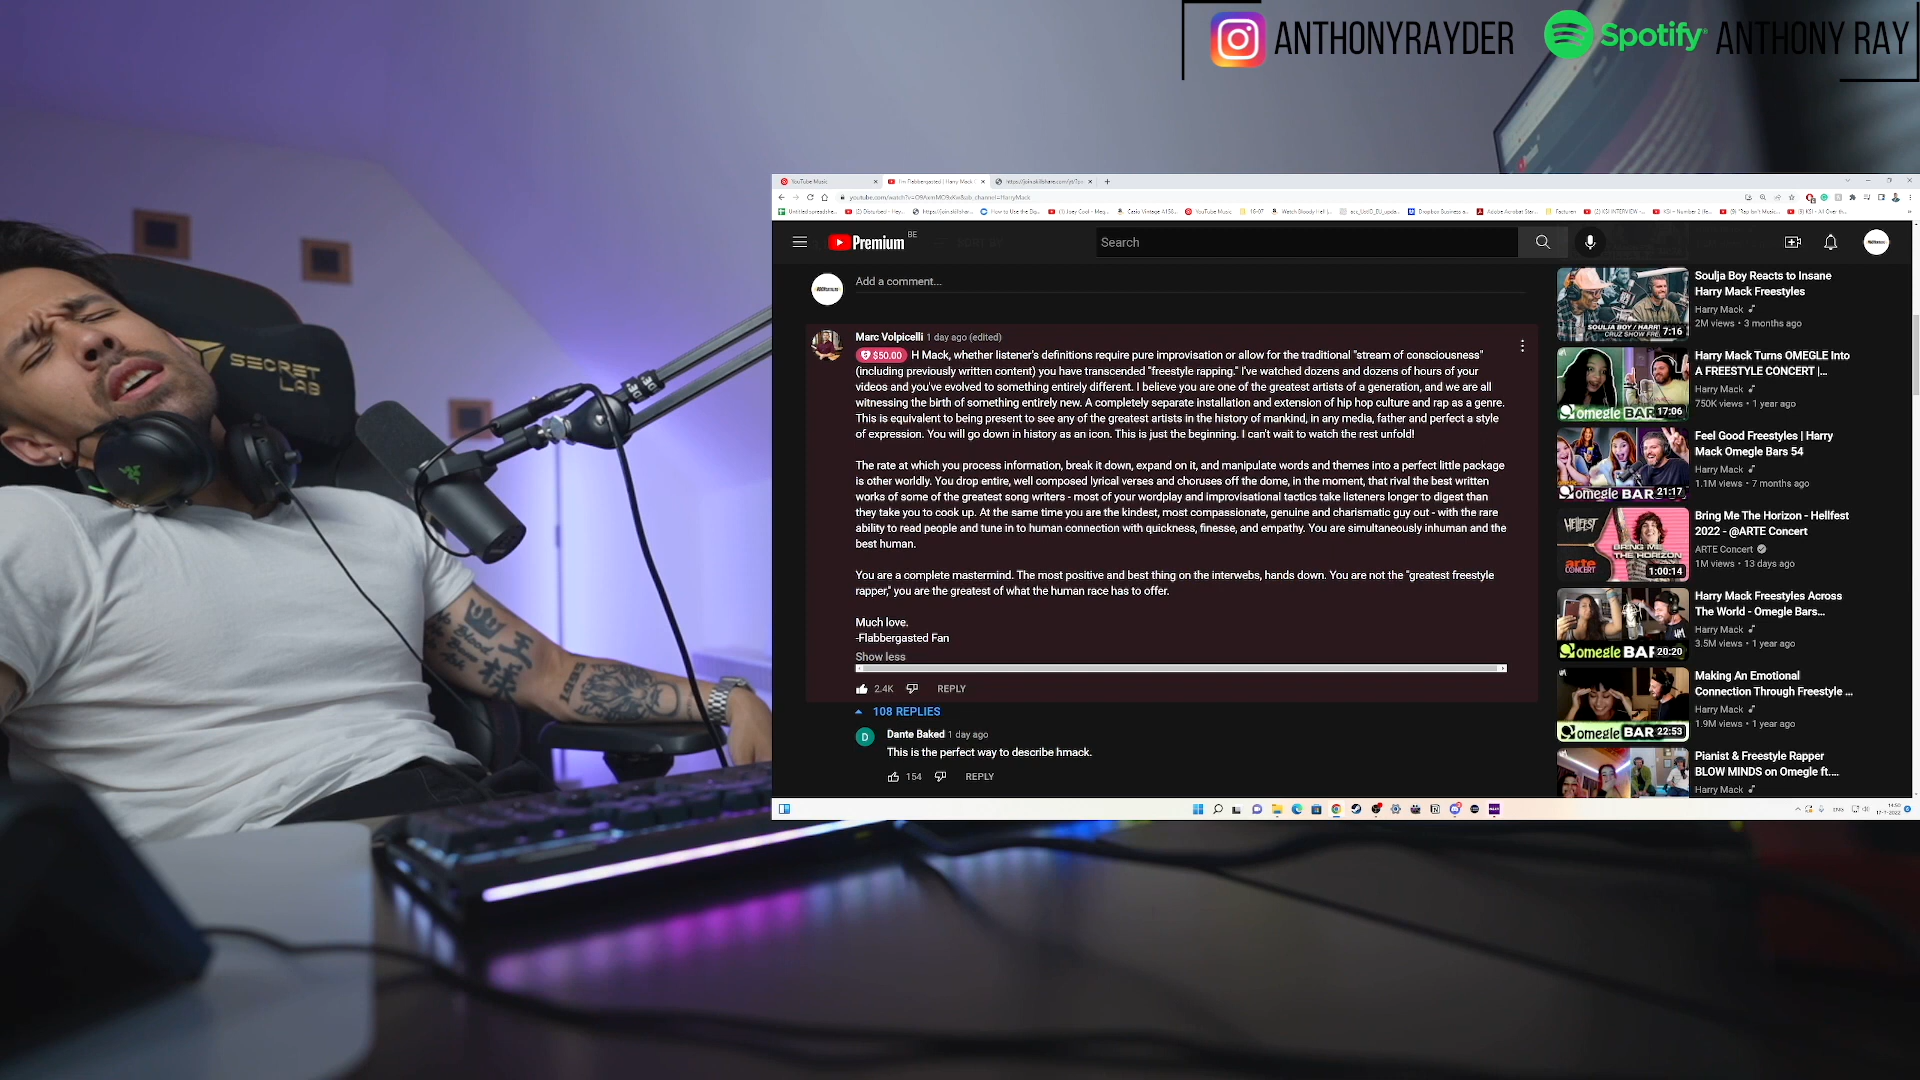 ANTHONYRAYDER Spotify ANTHONY RAY
SECRET
LAB
YouTube Music
I'm Flabbergasted | Harry Mack
Premium BE
Search
Add a comment...
Marc Volpicelli 1 day ago (edited)
$50.00 H Mack, whether listener's definitions require pure improvisation or allow for the traditional "stream of consciousness"
(including previously written content) you have transcended "freestyle rapping." I've watched dozens and dozens of hours of your
videos and you've evolved to something entirely different. I believe you are one of the greatest artists of a generation, and we are all
witnessing the birth of something entirely new. A completely separate installation and extension of hip hop culture and rap as a genre.
This is equivalent to being present to see any of the greatest artists in the history of mankind, in any media, father and perfect a style
of expression. You will go down in history as an icon. This is just the beginning. I can't wait to watch the rest unfold!
The rate at which you process information, break it down, expand on it, and manipulate words and themes into a perfect little package
is other worldly. You drop entire, well composed lyrical verses and choruses off the dome, in the moment, that rival the best written
works of some of the greatest song writers - most of your wordplay and improvisational tactics take listeners longer to digest than
they take you to cook up. At the same time you are the kindest, most compassionate, genuine and charismatic guy out - with the rare
ability to read people and tune in to human connection with quickness, finesse, and empathy. You are simultaneously inhuman and the
best human.
You are a complete mastermind. The most positive and best thing on the interwebs, hands down. You are not the "greatest freestyle
rapper," you are the greatest of what the human race has to offer.
Much love.
-Flabbergasted Fan
Show less
2.4K REPLY
108 REPLIES
D
Dante Baked 1 day ago
This is the perfect way to describe hmack.
154 REPLY
Soulja Boy Reacts to Insane
Harry Mack Freestyles
Harry Mack
2M views • 3 months ago
7:16
Harry Mack Turns OMEGLE Into
A FREESTYLE CONCERT |...
Harry Mack
750K views • 1 year ago
omegle BAR 17:06
Feel Good Freestyles | Harry
Mack Omegle Bars 54
Harry Mack
1.1M views • 7 months ago
omegle BAR 21:17
Bring Me The Horizon - Hellfest
2022 - @ARTE Concert
ARTE Concert
1M views • 13 days ago
HELLFEST
BRING ME
THE HORIZON
arte
CONCERT
1:00:14
Harry Mack Freestyles Across
The World - Omegle Bars...
Harry Mack
3.5M views • 1 year ago
omegle BAR 20:20
Making An Emotional
Connection Through Freestyle ...
Harry Mack
1.9M views • 1 year ago
omegle BAR 22:53
Pianist & Freestyle Rapper
BLOW MINDS on Omegle ft....
Harry Mack
ENG
14:50
17-7-2022